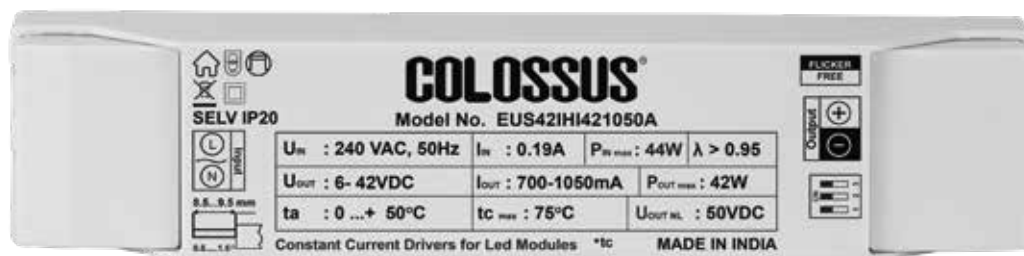 COLOSSUS®
FLICKER
FREE
SELV IP20
Model No. EUS42IHI421050A
L
N
Input
UIN : 240 VAC, 50Hz IIN : 0.19A PIN max : 44W λ > 0.95
UOUT : 6- 42VDC IOUT : 700-1050mA POUT max : 42W
ta : 0 ...+ 50°C tc max : 75°C UOUT NL : 50VDC
Output
+
-
8.5...9.5 mm
Constant Current Drivers for Led Modules *tc MADE IN INDIA